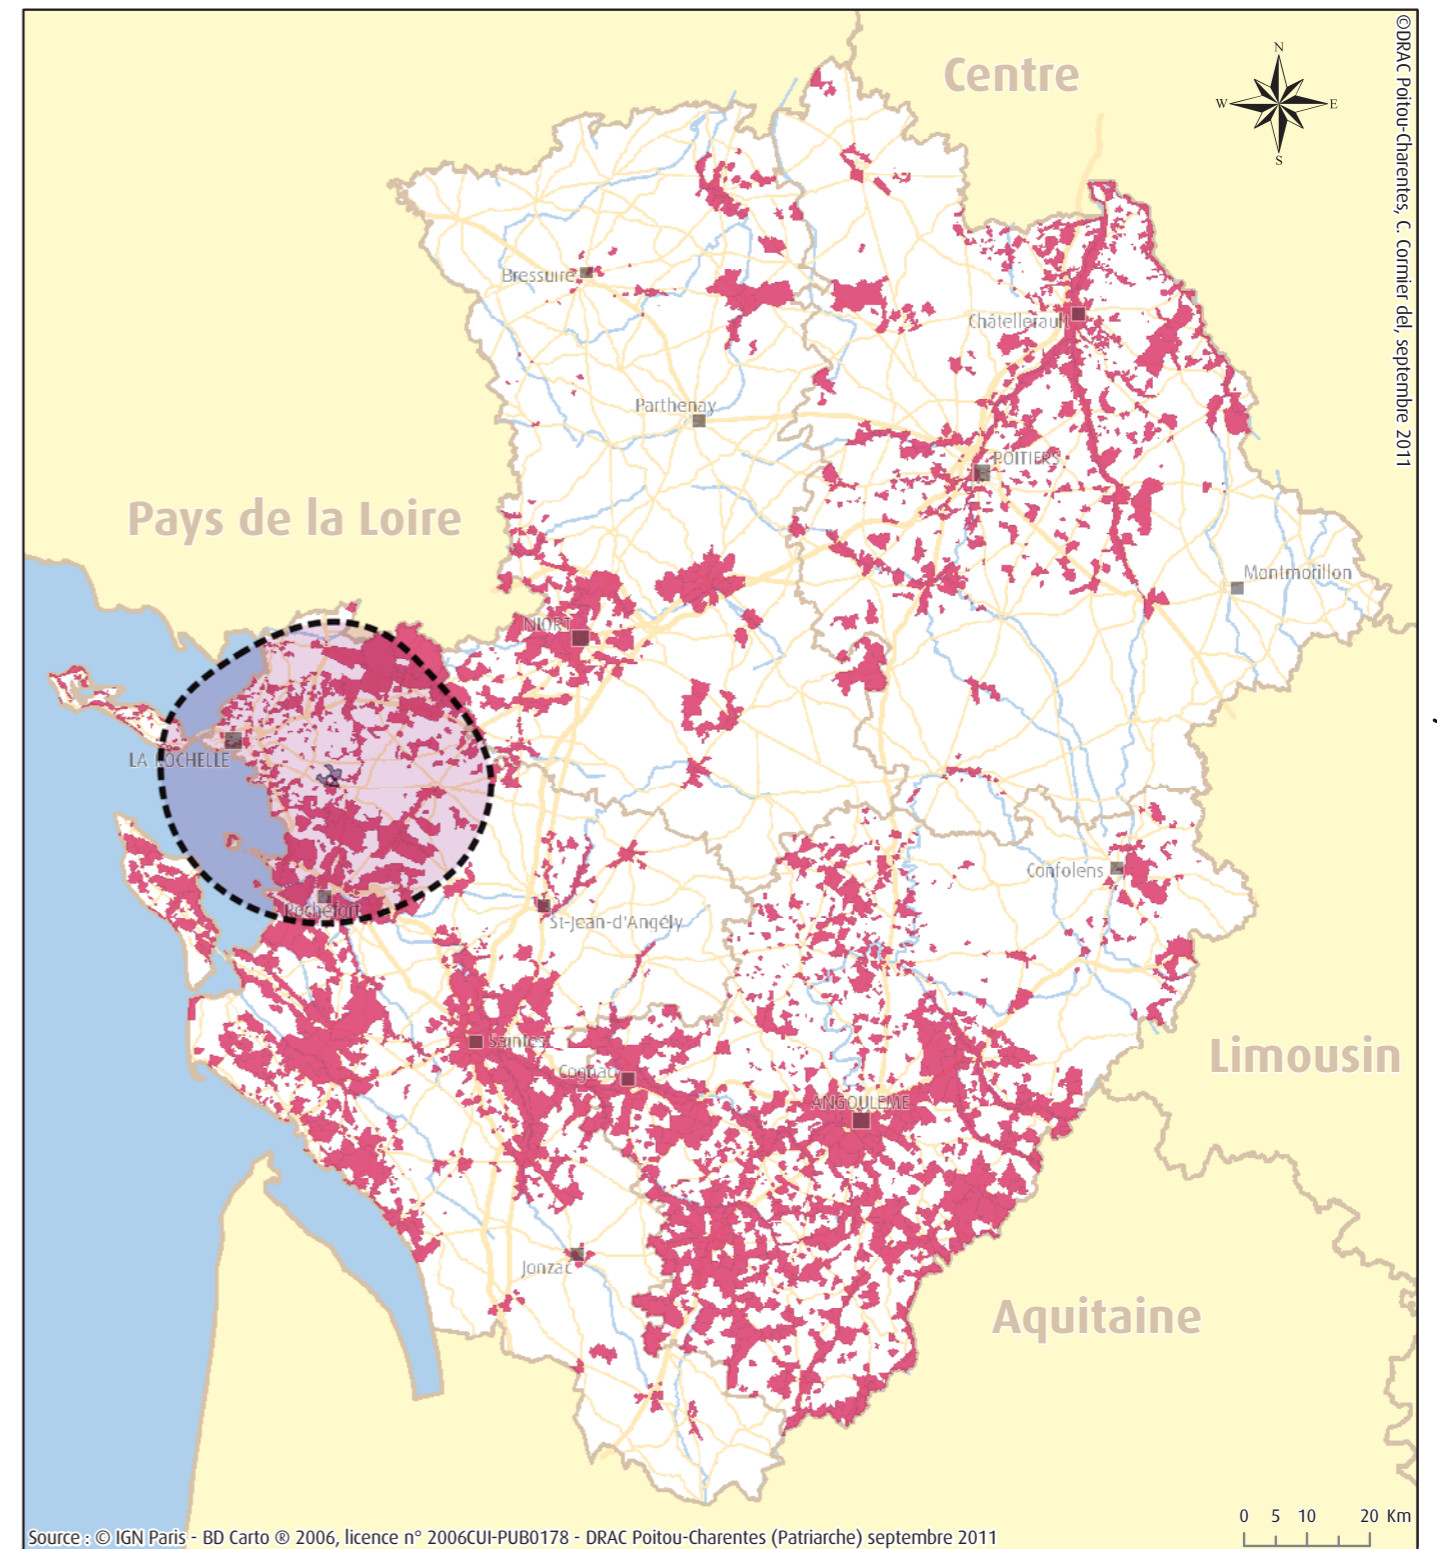 Centre
N
W E
S
©DRAC Poitou-Charentes, C. Cormier del, septembre 2011
Bressuire
Châtellerault
Parthenay
POITIERS
Pays de la Loire
Montmorillon
NIORT
LA ROCHELLE
Confolens
Rochefort
St-Jean-d'Angély
Saintes
Limousin
Cognac
ANGOULEME
Jonzac
Aquitaine
0 5 10 20 Km
Source : © IGN Paris - BD Carto ® 2006, licence n° 2006CUI-PUB0178 - DRAC Poitou-Charentes (Patriarche) septembre 2011